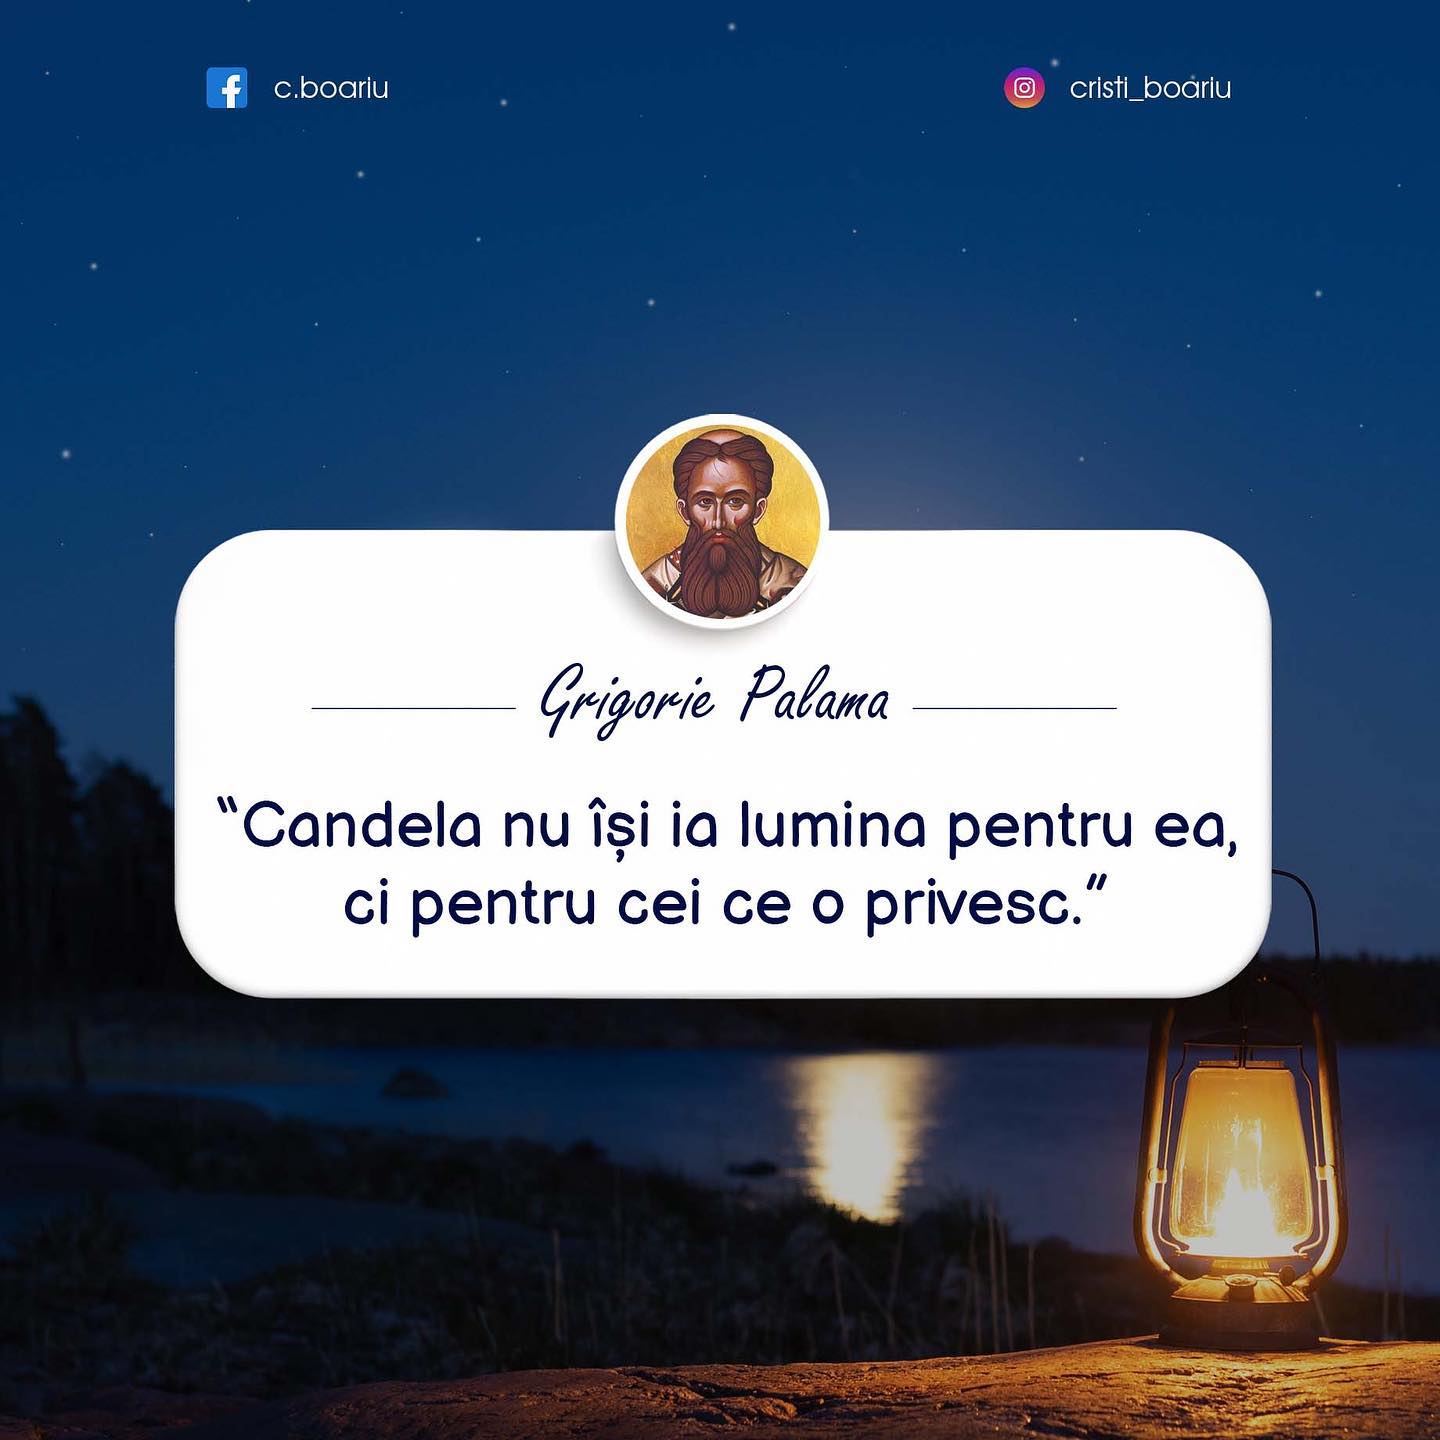 c.boariu
cristi_boariu
Grigorie Palama
“Candela nu își ia lumina pentru ea,
ci pentru cei ce o privesc.”